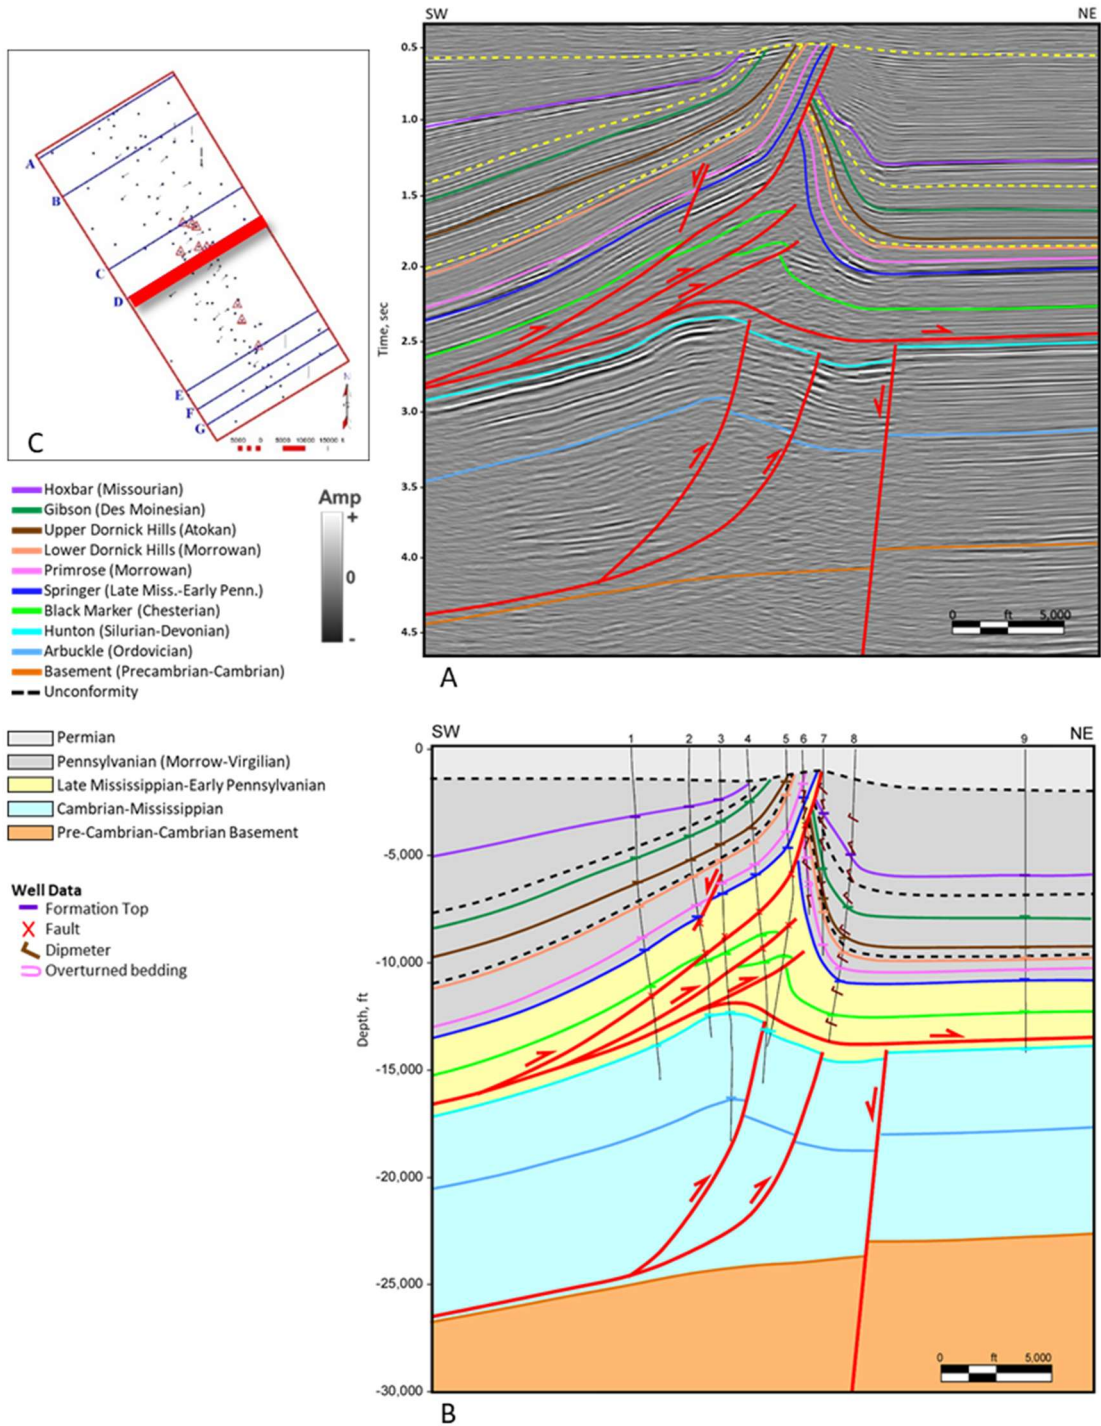 SW
NE
0.5
1.0
1.5
2.0
2.5
3.0
3.5
4.0
4.5
Time, sec
0 ft 5,000
A
A
B
C
D
E
F
G
5000 0 5000 10000 15000
C
Hoxbar (Missourian)
Gibson (Des Moinesian)
Upper Dornick Hills (Atokan)
Lower Dornick Hills (Morrowan)
Primrose (Morrowan)
Springer (Late Miss.-Early Penn.)
Black Marker (Chesterian)
Hunton (Silurian-Devonian)
Arbuckle (Ordovician)
Basement (Precambrian-Cambrian)
Unconformity
Amp
+
0
-
Permian
Pennsylvanian (Morrow-Virgilian)
Late Mississippian-Early Pennsylvanian
Cambrian-Mississippian
Pre-Cambrian-Cambrian Basement
Well Data
Formation Top
Fault
Dipmeter
Overturned bedding
SW
NE
1 2 3 4 5 6 7 8 9
0
-5,000
-10,000
-15,000
-20,000
-25,000
-30,000
Depth, ft
0 ft 5,000
B